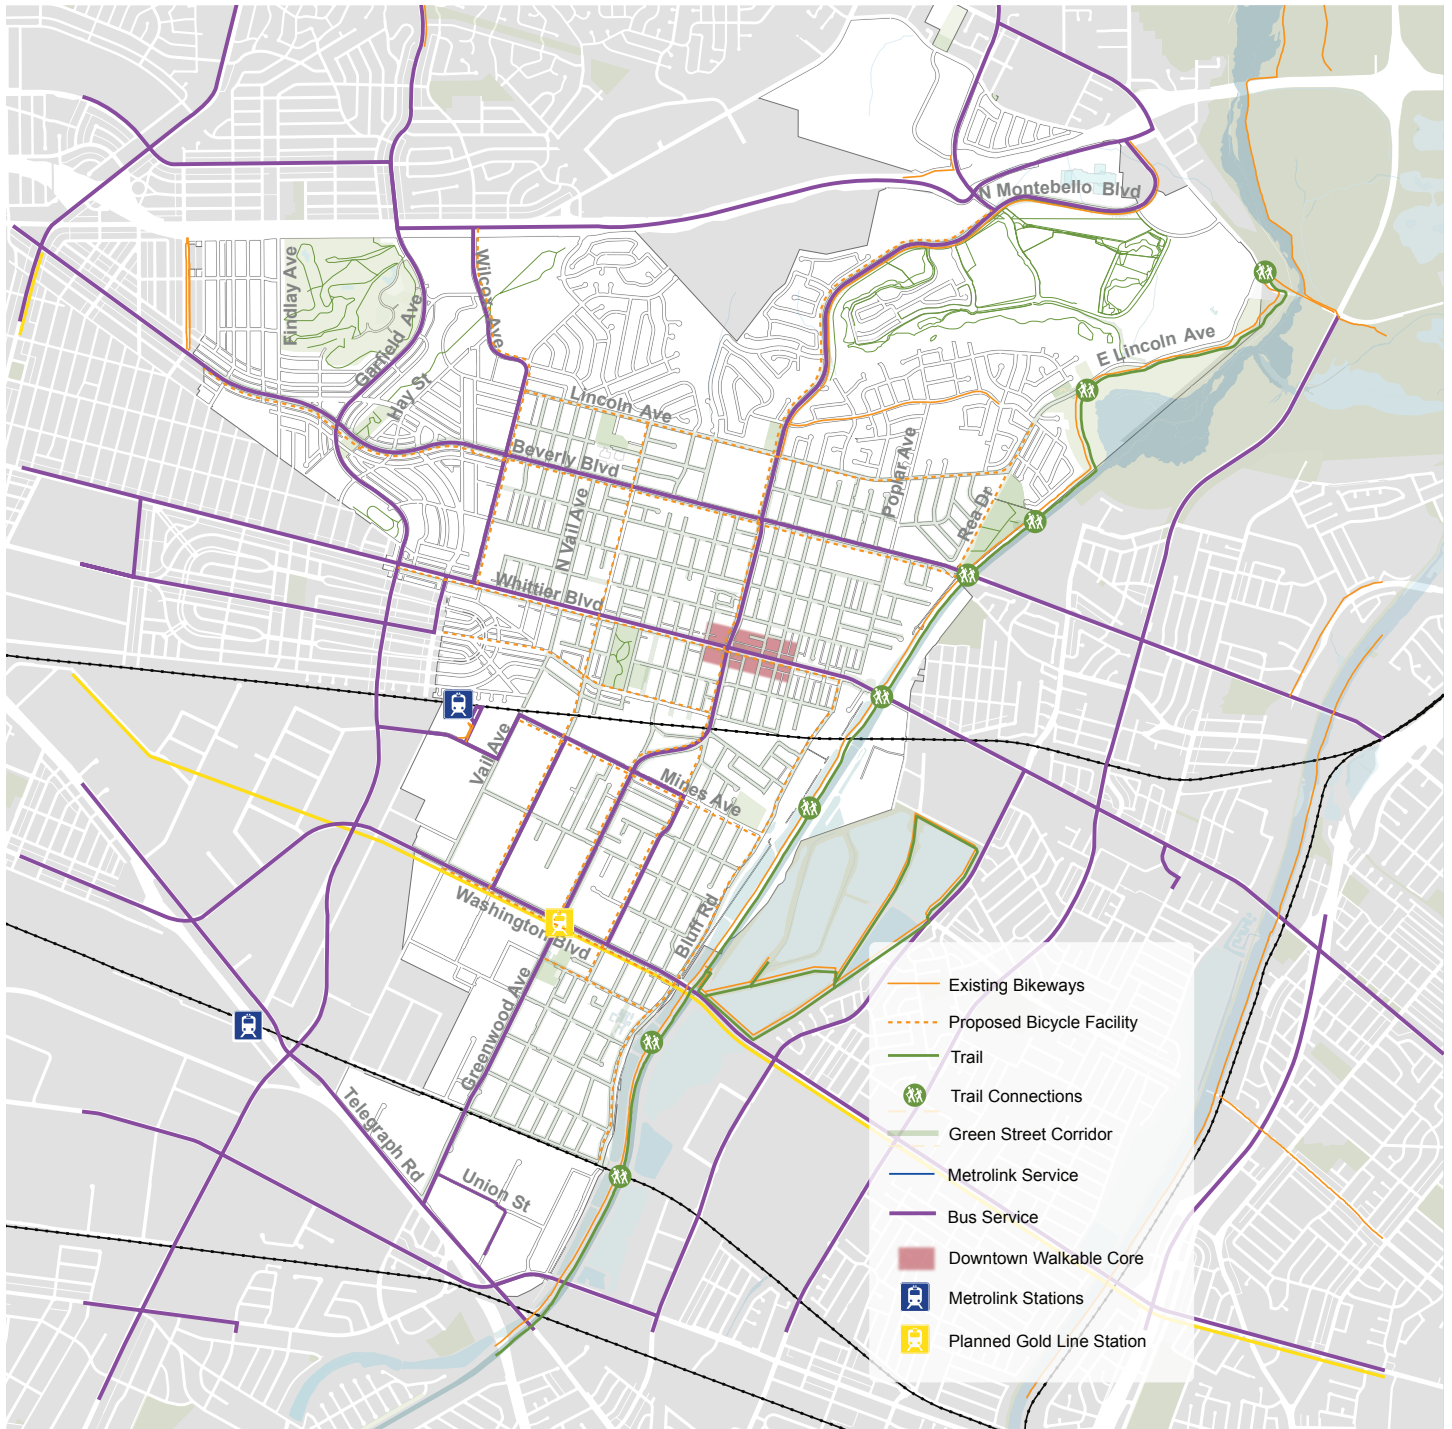 N Montebello Blvd
Findlay Ave
Wilcox Ave
Garfield Ave
E Lincoln Ave
Hay St
Lincoln Ave
Beverly Blvd
Poplar Ave
N Vail Ave
Rea Dr
Whittier Blvd
Vail Ave
Mines Ave
Washington Blvd
Bluff Rd
Greenwood Ave
Telegraph Rd
Union St
Existing Bikeways
Proposed Bicycle Facility
Trail
Trail Connections
Green Street Corridor
Metrolink Service
Bus Service
Downtown Walkable Core
Metrolink Stations
Planned Gold Line Station